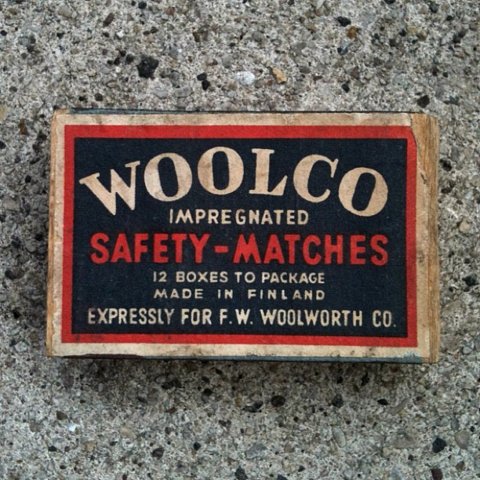 WOOLCO
IMPREGNATED
SAFETY-MATCHES
12 BOXES TO PACKAGE
MADE IN FINLAND
EXPRESSLY FOR F.W. WOOLWORTH CO.